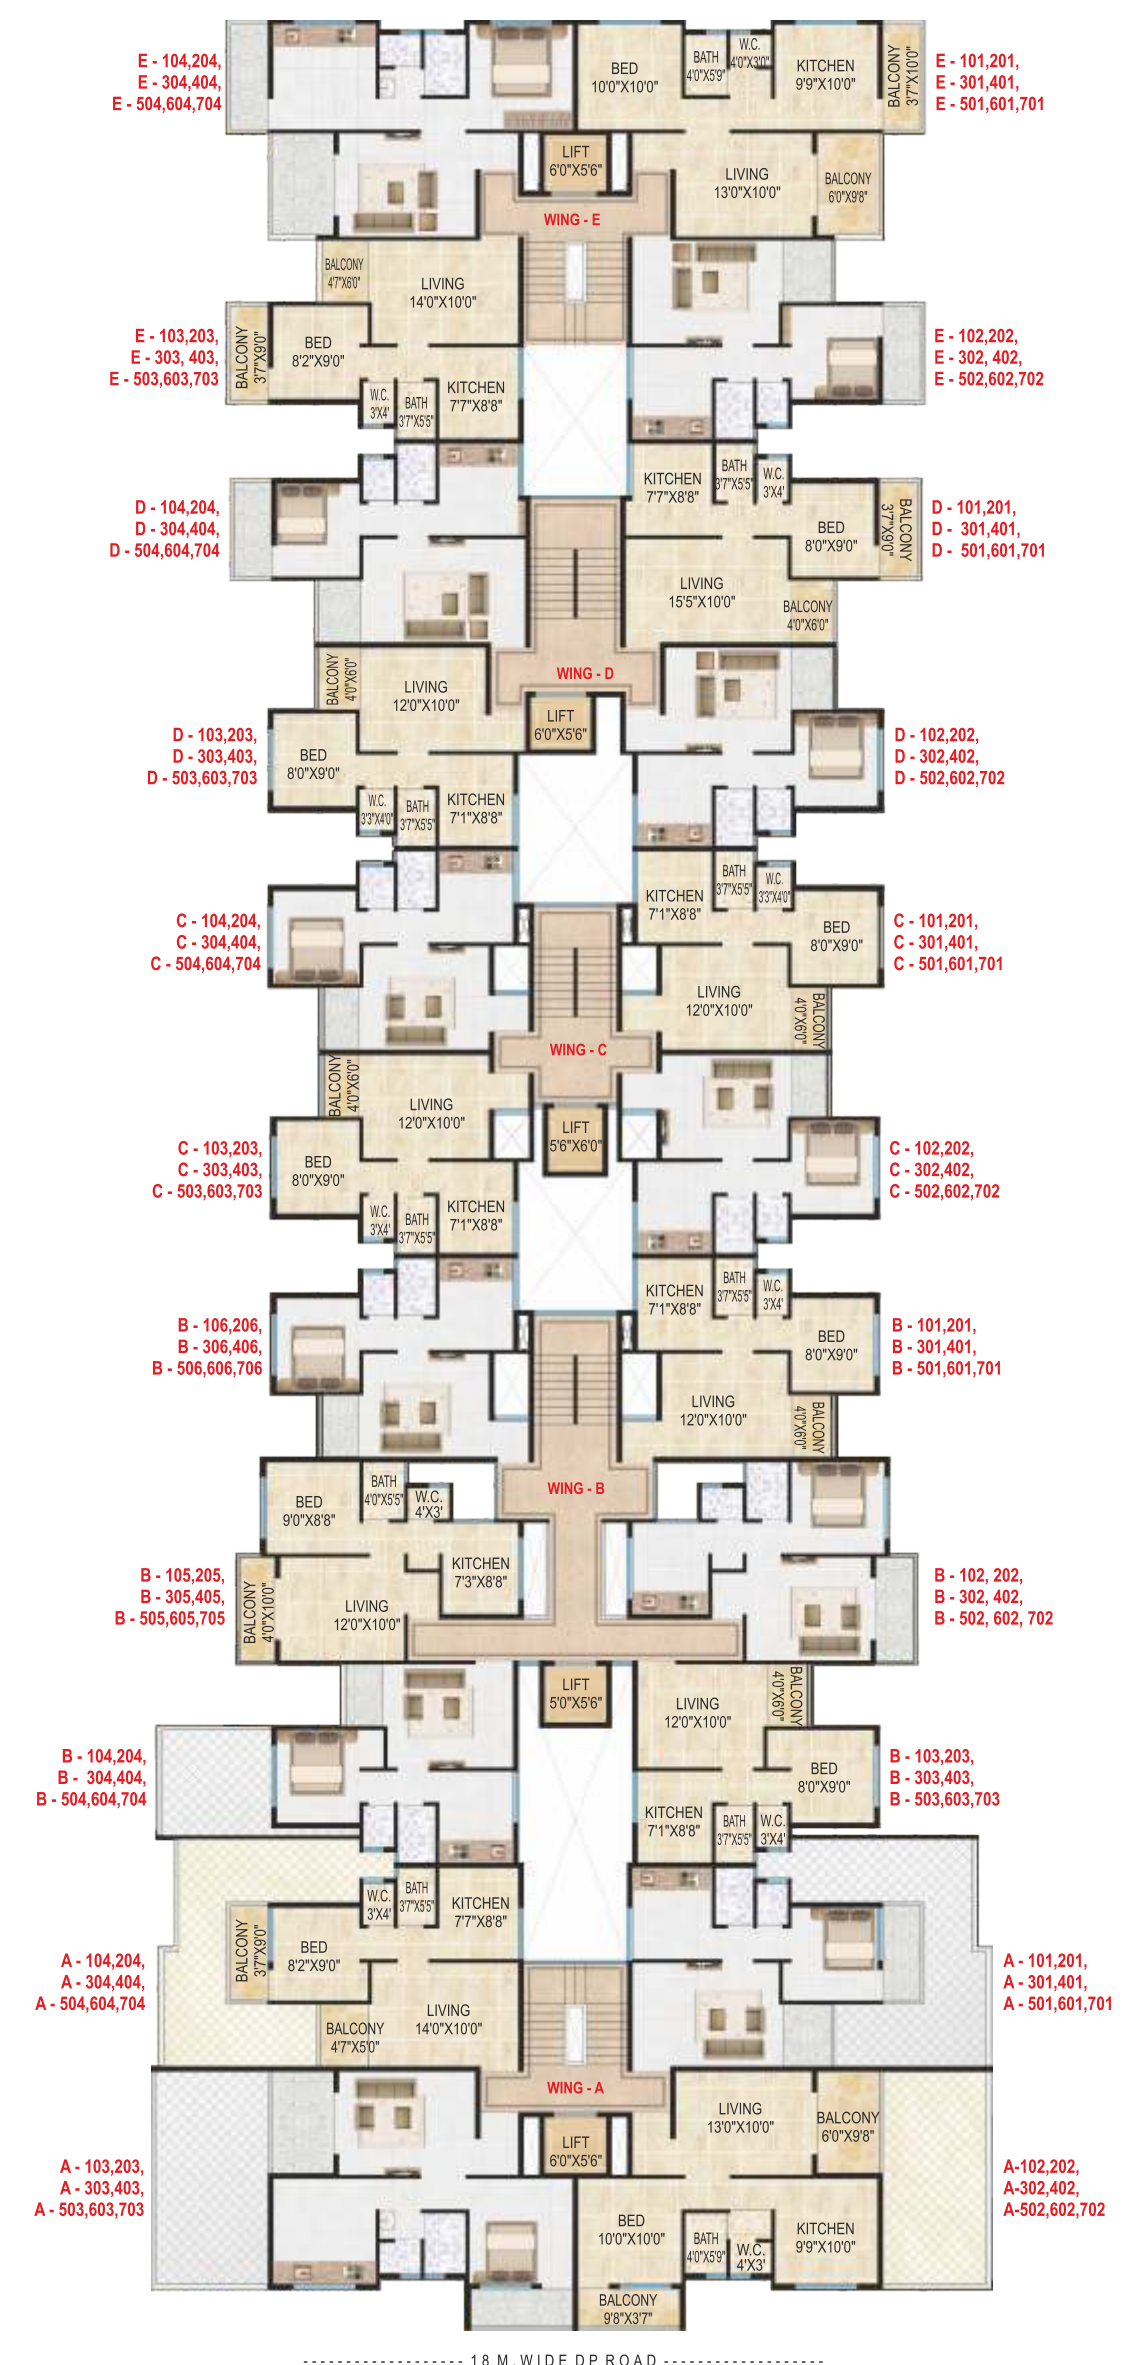 E - 104,204,
E - 304,404,
E - 504,604,704
BED
10'0"X10'0"
BATH
4'0"X5'9"
W.C.
4'0"X3'0"
KITCHEN
9'9"X10'0"
BALCONY
3'7"X10'0"
E - 101,201,
E - 301,401,
E - 501,601,701
LIFT
6'0"X5'6"
LIVING
13'0"X10'0"
BALCONY
6'0"X9'8"
WING - E
BALCONY
4'7"X6'0"
LIVING
14'0"X10'0"
E - 103,203,
E - 303, 403,
E - 503,603,703
BALCONY
3'7"X9'0"
BED
8'2"X9'0"
W.C.
3'X4'
BATH
3'7"X5'5"
KITCHEN
7'7"X8'8"
E - 102,202,
E - 302, 402,
E - 502,602,702
D - 104,204,
D - 304,404,
D - 504,604,704
KITCHEN
7'7"X8'8"
BATH
3'7"X5'5"
W.C.
3'X4'
BED
8'0"X9'0"
BALCONY
3'7"X9'0"
D - 101,201,
D - 301,401,
D - 501,601,701
LIVING
15'5"X10'0"
BALCONY
4'0"X6'0"
WING - D
BALCONY
4'0"X6'0"
LIVING
12'0"X10'0"
LIFT
6'0"X5'6"
D - 103,203,
D - 303,403,
D - 503,603,703
BED
8'0"X9'0"
W.C.
3'3"X4'0"
BATH
3'7"X5'5"
KITCHEN
7'1"X8'8"
D - 102,202,
D - 302,402,
D - 502,602,702
C - 104,204,
C - 304,404,
C - 504,604,704
KITCHEN
7'1"X8'8"
BATH
3'7"X5'5"
W.C.
3'3"X4'0"
BED
8'0"X9'0"
C - 101,201,
C - 301,401,
C - 501,601,701
LIVING
12'0"X10'0"
BALCONY
4'0"X6'0"
WING - C
BALCONY
4'0"X6'0"
LIVING
12'0"X10'0"
LIFT
5'6"X6'0"
C - 103,203,
C - 303,403,
C - 503,603,703
BED
8'0"X9'0"
W.C.
3'X4'
BATH
3'7"X5'5"
KITCHEN
7'1"X8'8"
C - 102,202,
C - 302,402,
C - 502,602,702
B - 106,206,
B - 306,406,
B - 506,606,706
KITCHEN
7'1"X8'8"
BATH
3'7"X5'5"
W.C.
3'X4'
BED
8'0"X9'0"
B - 101,201,
B - 301,401,
B - 501,601,701
LIVING
12'0"X10'0"
BALCONY
4'0"X6'0"
WING - B
BED
9'0"X8'8"
BATH
4'0"X5'5"
W.C.
4'X3'
KITCHEN
7'3"X8'8"
B - 105,205,
B - 305,405,
B - 505,605,705
BALCONY
4'0"X10'0"
LIVING
12'0"X10'0"
B - 102, 202,
B - 302, 402,
B - 502, 602, 702
LIFT
5'0"X5'6"
LIVING
12'0"X10'0"
BALCONY
4'0"X6'0"
B - 104,204,
B - 304,404,
B - 504,604,704
BED
8'0"X9'0"
KITCHEN
7'1"X8'8"
BATH
3'7"X5'5"
W.C.
3'X4'
B - 103,203,
B - 303,403,
B - 503,603,703
W.C.
3'X4'
BATH
3'7"X5'5"
KITCHEN
7'7"X8'8"
A - 104,204,
A - 304,404,
A - 504,604,704
BALCONY
3'7"X9'0"
BED
8'2"X9'0"
LIVING
14'0"X10'0"
BALCONY
4'7"X5'0"
A - 101,201,
A - 301,401,
A - 501,601,701
WING - A
LIVING
13'0"X10'0"
BALCONY
6'0"X9'8"
LIFT
6'0"X5'6"
A - 103,203,
A - 303,403,
A - 503,603,703
BED
10'0"X10'0"
BATH
4'0"X5'9"
W.C.
4'X3'
KITCHEN
9'9"X10'0"
A-102,202,
A-302,402,
A-502,602,702
BALCONY
9'8"X3'7"
18 M. WIDE DP ROAD